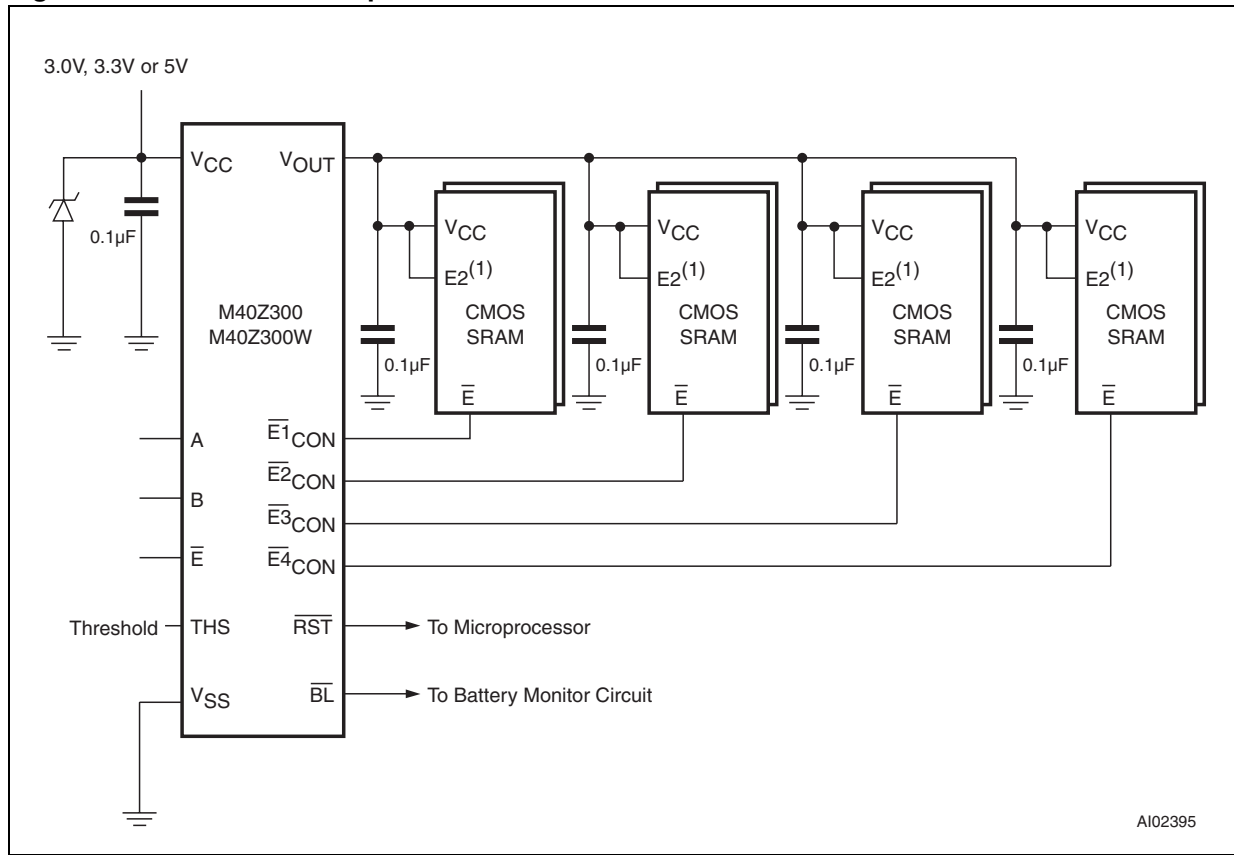 3.0V, 3.3V or 5V
VCC
VOUT
0.1µF
M40Z300
M40Z300W
VCC
E2(1)
CMOS
SRAM
E
0.1µF
VCC
E2(1)
CMOS
SRAM
E
0.1µF
VCC
E2(1)
CMOS
SRAM
E
0.1µF
VCC
E2(1)
CMOS
SRAM
E
0.1µF
A
E1CON
B
E2CON
E3CON
E
E4CON
Threshold
THS
RST
To Microprocessor
VSS
BL
To Battery Monitor Circuit
AI02395